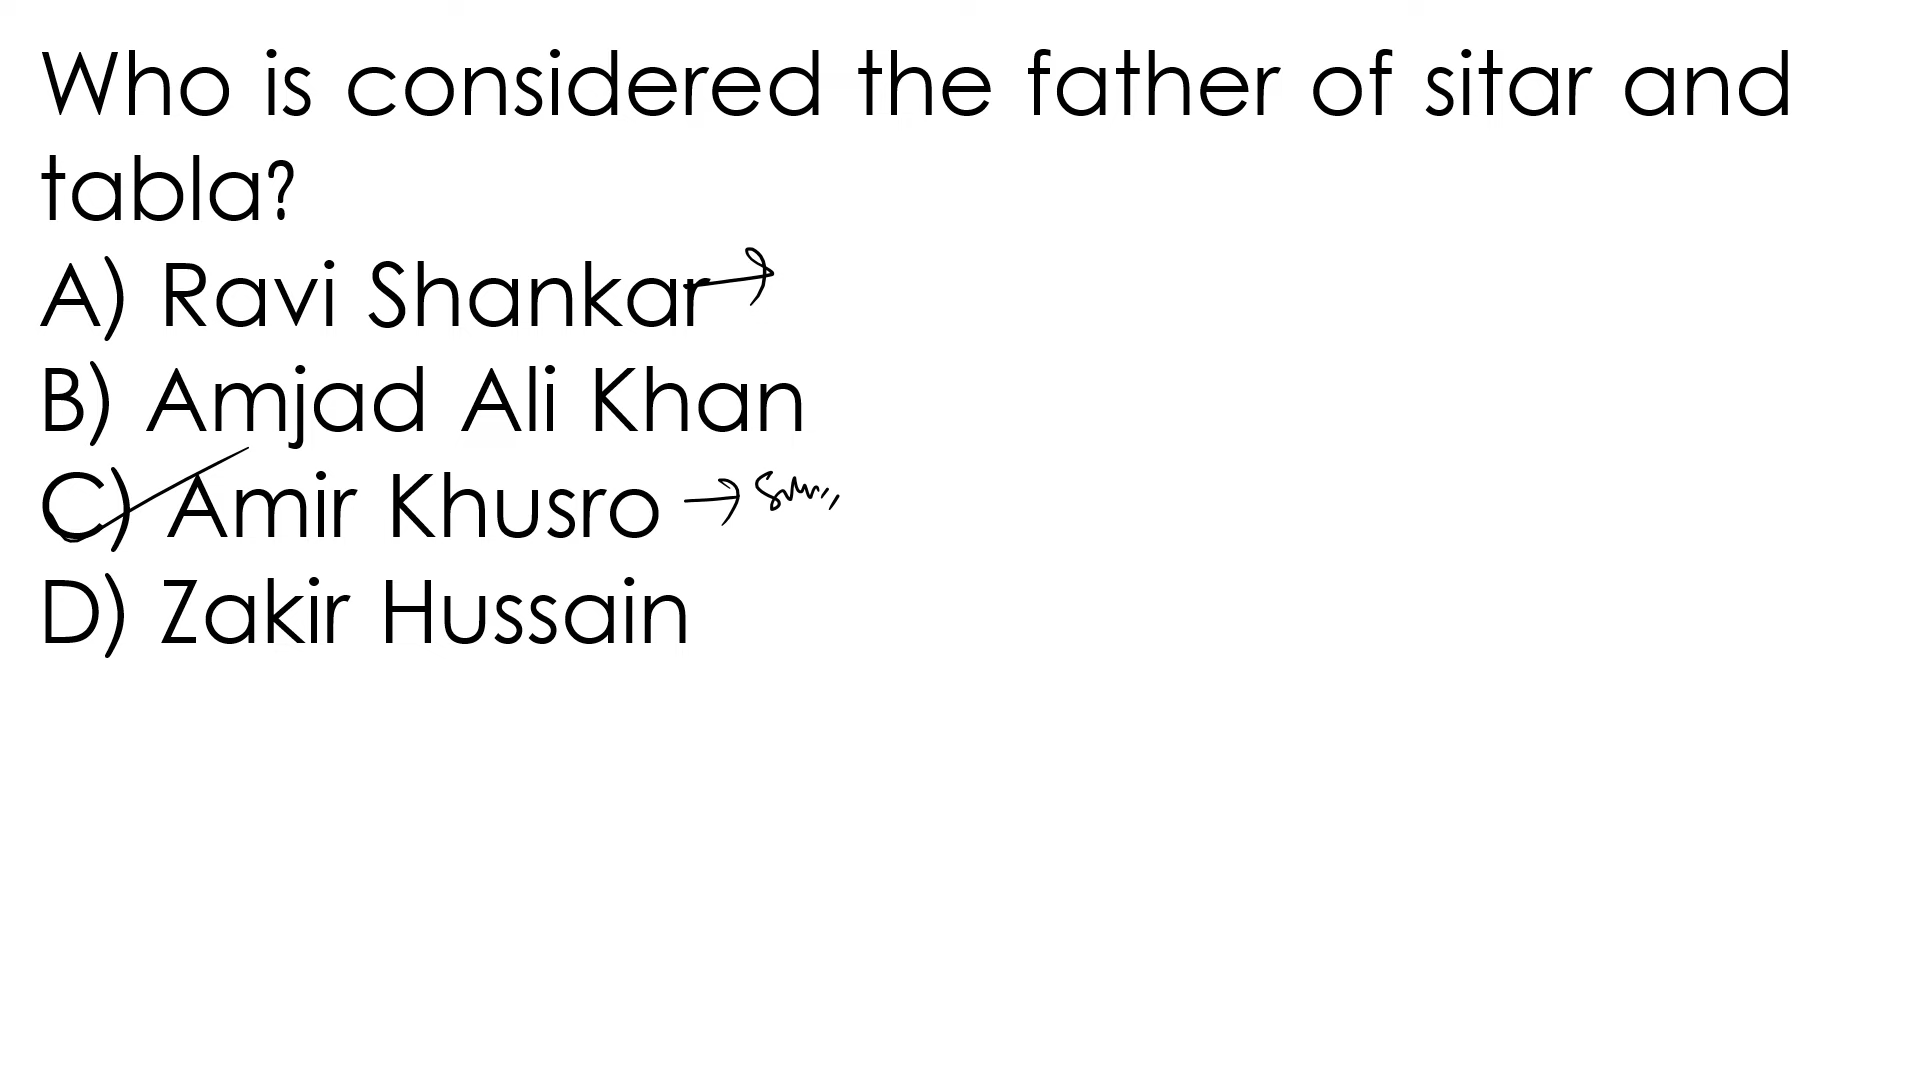 Who is considered the father of sitar and
tabla?
A) Ravi Shankar
B) Amjad Ali Khan
C) Amir Khusro
D) Zakir Hussain